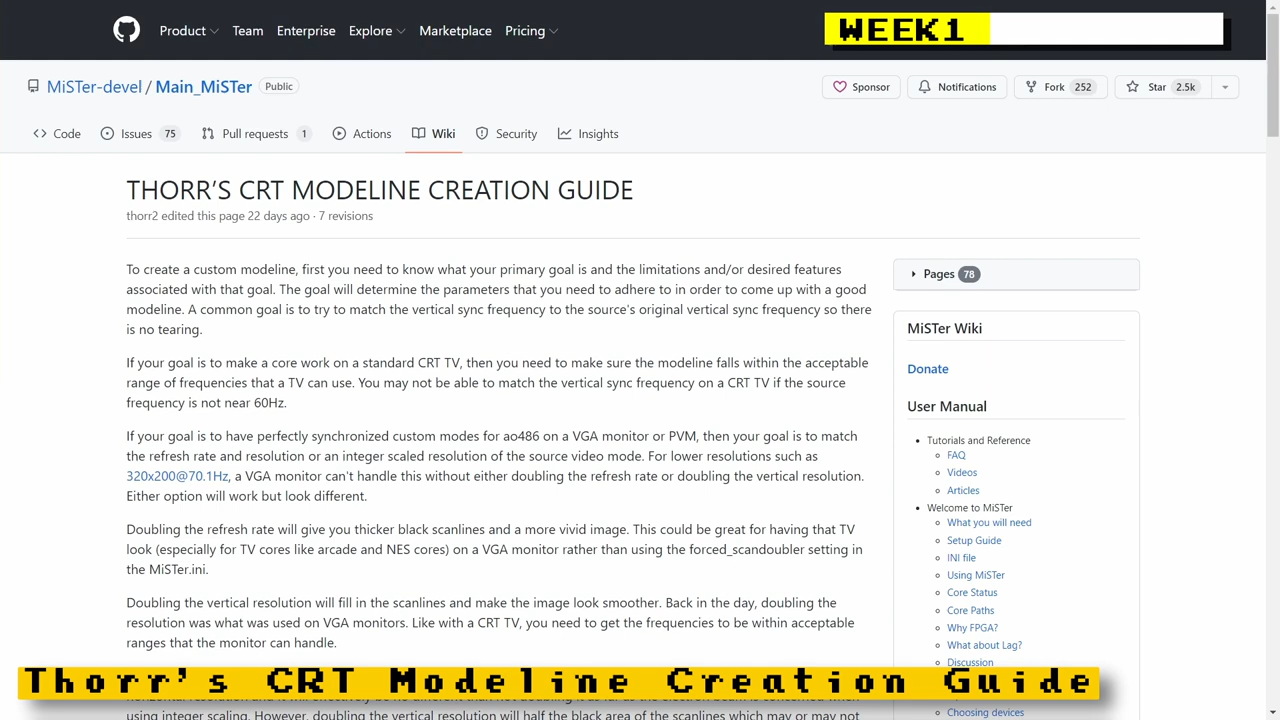 Product Team Enterprise Explore Marketplace Pricing
WEEK1
MiSTer-devel / Main_MiSTer Public
Sponsor Notifications Fork 252 Star 2.5k
Code Issues 75 Pull requests 1 Actions Wiki Security Insights
THORR’S CRT MODELINE CREATION GUIDE
thorr2 edited this page 22 days ago · 7 revisions
To create a custom modeline, first you need to know what your primary goal is and the limitations and/or desired features
associated with that goal. The goal will determine the parameters that you need to adhere to in order to come up with a good
modeline. A common goal is to try to match the vertical sync frequency to the source's original vertical sync frequency so there
is no tearing.
If your goal is to make a core work on a standard CRT TV, then you need to make sure the modeline falls within the acceptable
range of frequencies that a TV can use. You may not be able to match the vertical sync frequency on a CRT TV if the source
frequency is not near 60Hz.
If your goal is to have perfectly synchronized custom modes for ao486 on a VGA monitor or PVM, then your goal is to match
the refresh rate and resolution or an integer scaled resolution of the source video mode. For lower resolutions such as
320x200@70.1Hz, a VGA monitor can't handle this without either doubling the refresh rate or doubling the vertical resolution.
Either option will work but look different.
Doubling the refresh rate will give you thicker black scanlines and a more vivid image. This could be great for having that TV
look (especially for TV cores like arcade and NES cores) on a VGA monitor rather than using the forced_scandoubler setting in
the MiSTer.ini.
Doubling the vertical resolution will fill in the scanlines and make the image look smoother. Back in the day, doubling the
resolution was what was used on VGA monitors. Like with a CRT TV, you need to get the frequencies to be within acceptable
ranges that the monitor can handle.
using integer scaling. However, doubling the vertical resolution will half the black area of the scanlines which may or may not
Pages 78
MiSTer Wiki
Donate
User Manual
Tutorials and Reference
FAQ
Videos
Articles
Welcome to MiSTer
What you will need
Setup Guide
INI file
Using MiSTer
Core Status
Core Paths
Why FPGA?
What about Lag?
Discussion
Choosing devices
Thorr's CRT Modeline Creation Guide